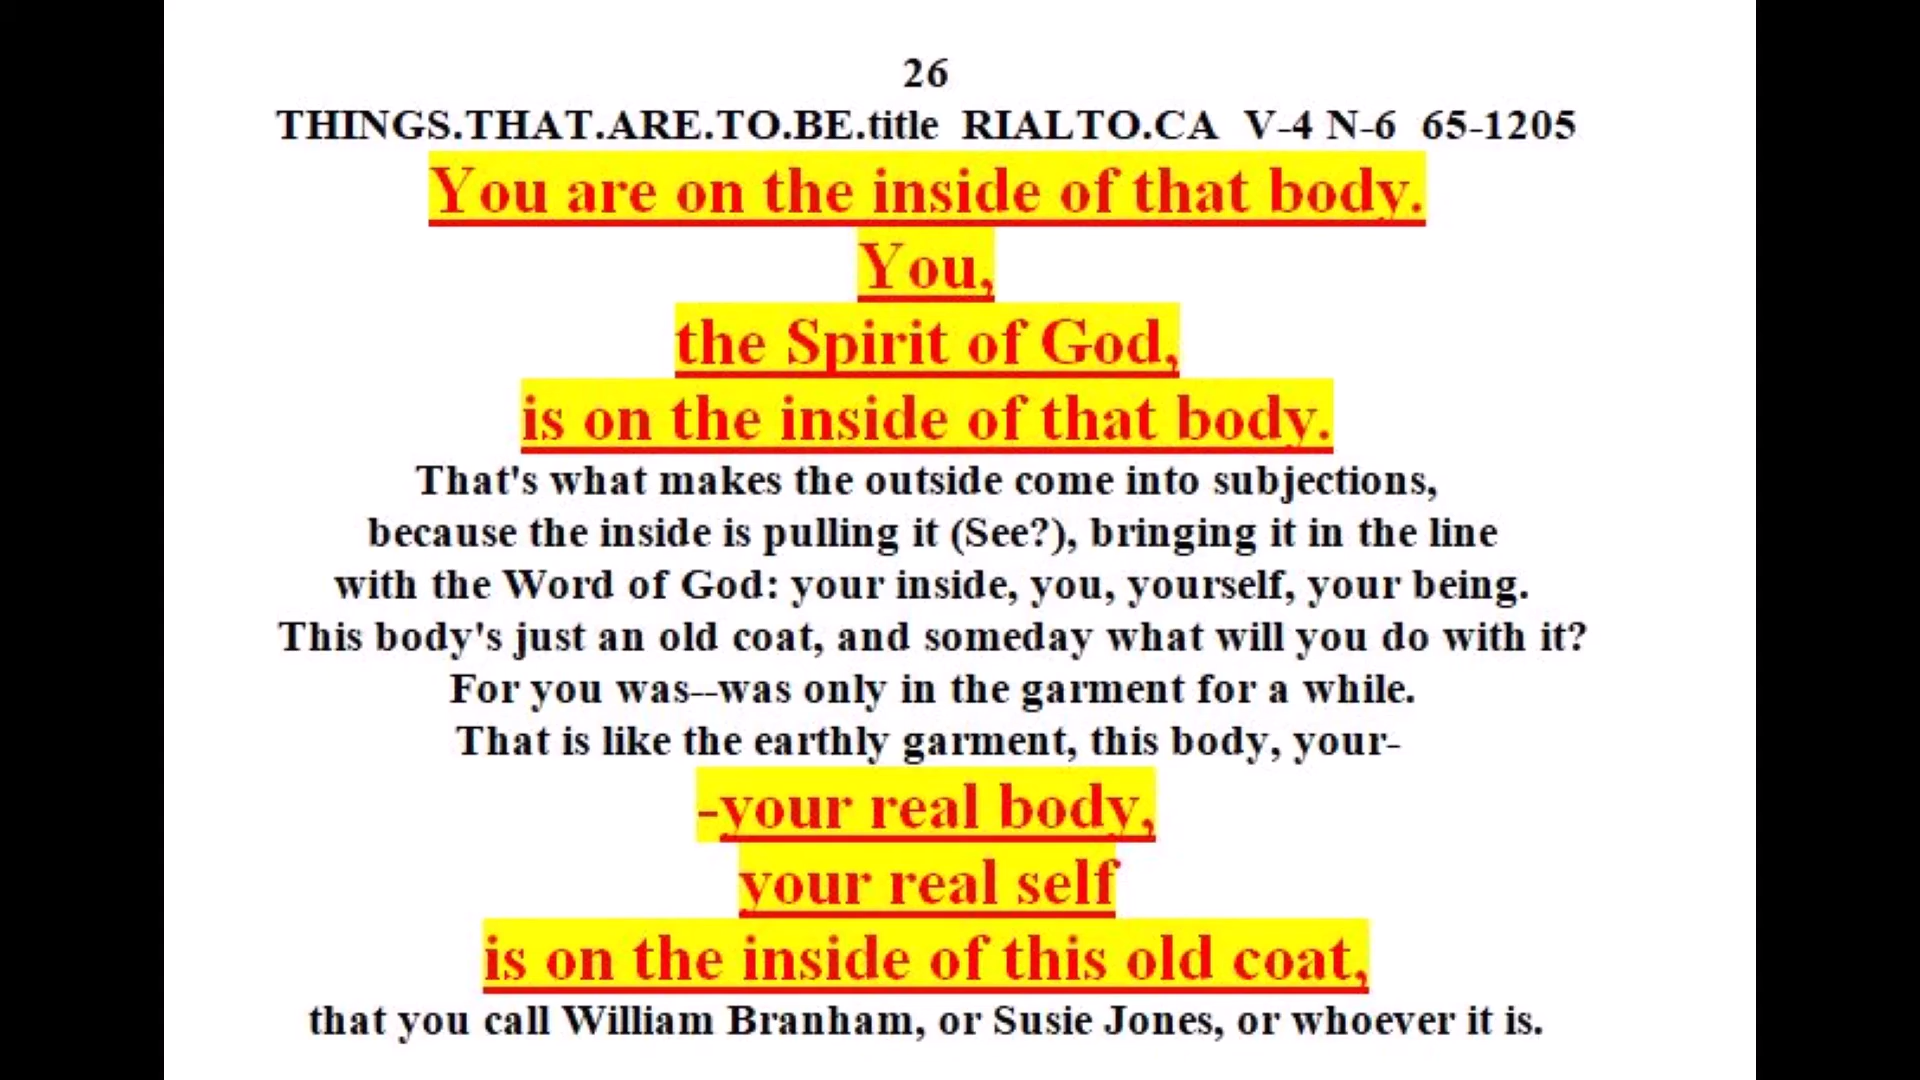 26
THINGS.THAT.ARE.TO.BE.title RIALTO.CA V-4 N-6 65-1205
You are on the inside of that body.
You,
the Spirit of God,
is on the inside of that body.
That's what makes the outside come into subjections,
because the inside is pulling it (See?), bringing it in the line
with the Word of God: your inside, you, yourself, your being.
This body's just an old coat, and someday what will you do with it?
For you was--was only in the garment for a while.
That is like the earthly garment, this body, your-
-your real body,
your real self
is on the inside of this old coat,
that you call William Branham, or Susie Jones, or whoever it is.